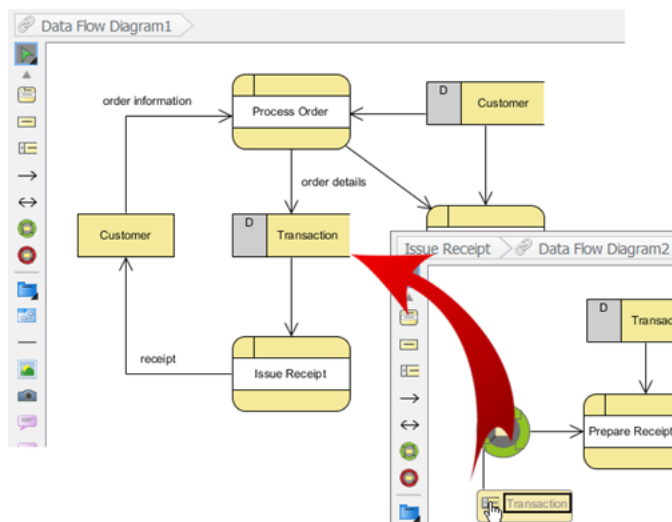 Data Flow Diagram1
order information
Process Order
D
Customer
order details
Customer
D
Transaction
receipt
Issue Receipt
Issue Receipt
Data Flow Diagram2
D
Transac
Prepare Receipt
Transaction